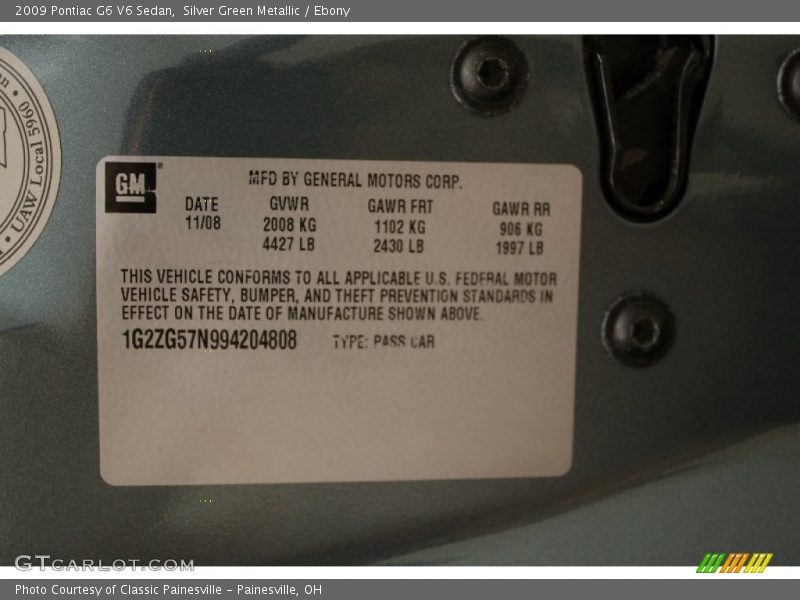 2009 Pontiac G6 V6 Sedan,  Silver Green Metallic / Ebony
5960 •
UAW Local
GM
MFD BY GENERAL MOTORS CORP.
DATE GVWR GAWR FRT GAWR RR
11/08 2008 KG 1102 KG 906 KG
4427 LB 2430 LB 1997 LB
THIS VEHICLE CONFORMS TO ALL APPLICABLE U.S. FEDERAL MOTOR
VEHICLE SAFETY, BUMPER, AND THEFT PREVENTION STANDARDS IN
EFFECT ON THE DATE OF MANUFACTURE SHOWN ABOVE.
1G2ZG57N994204808 TYPE: PASS CAR
GTCARLOT.COM
Photo Courtesy of Classic Painesville - Painesville, OH